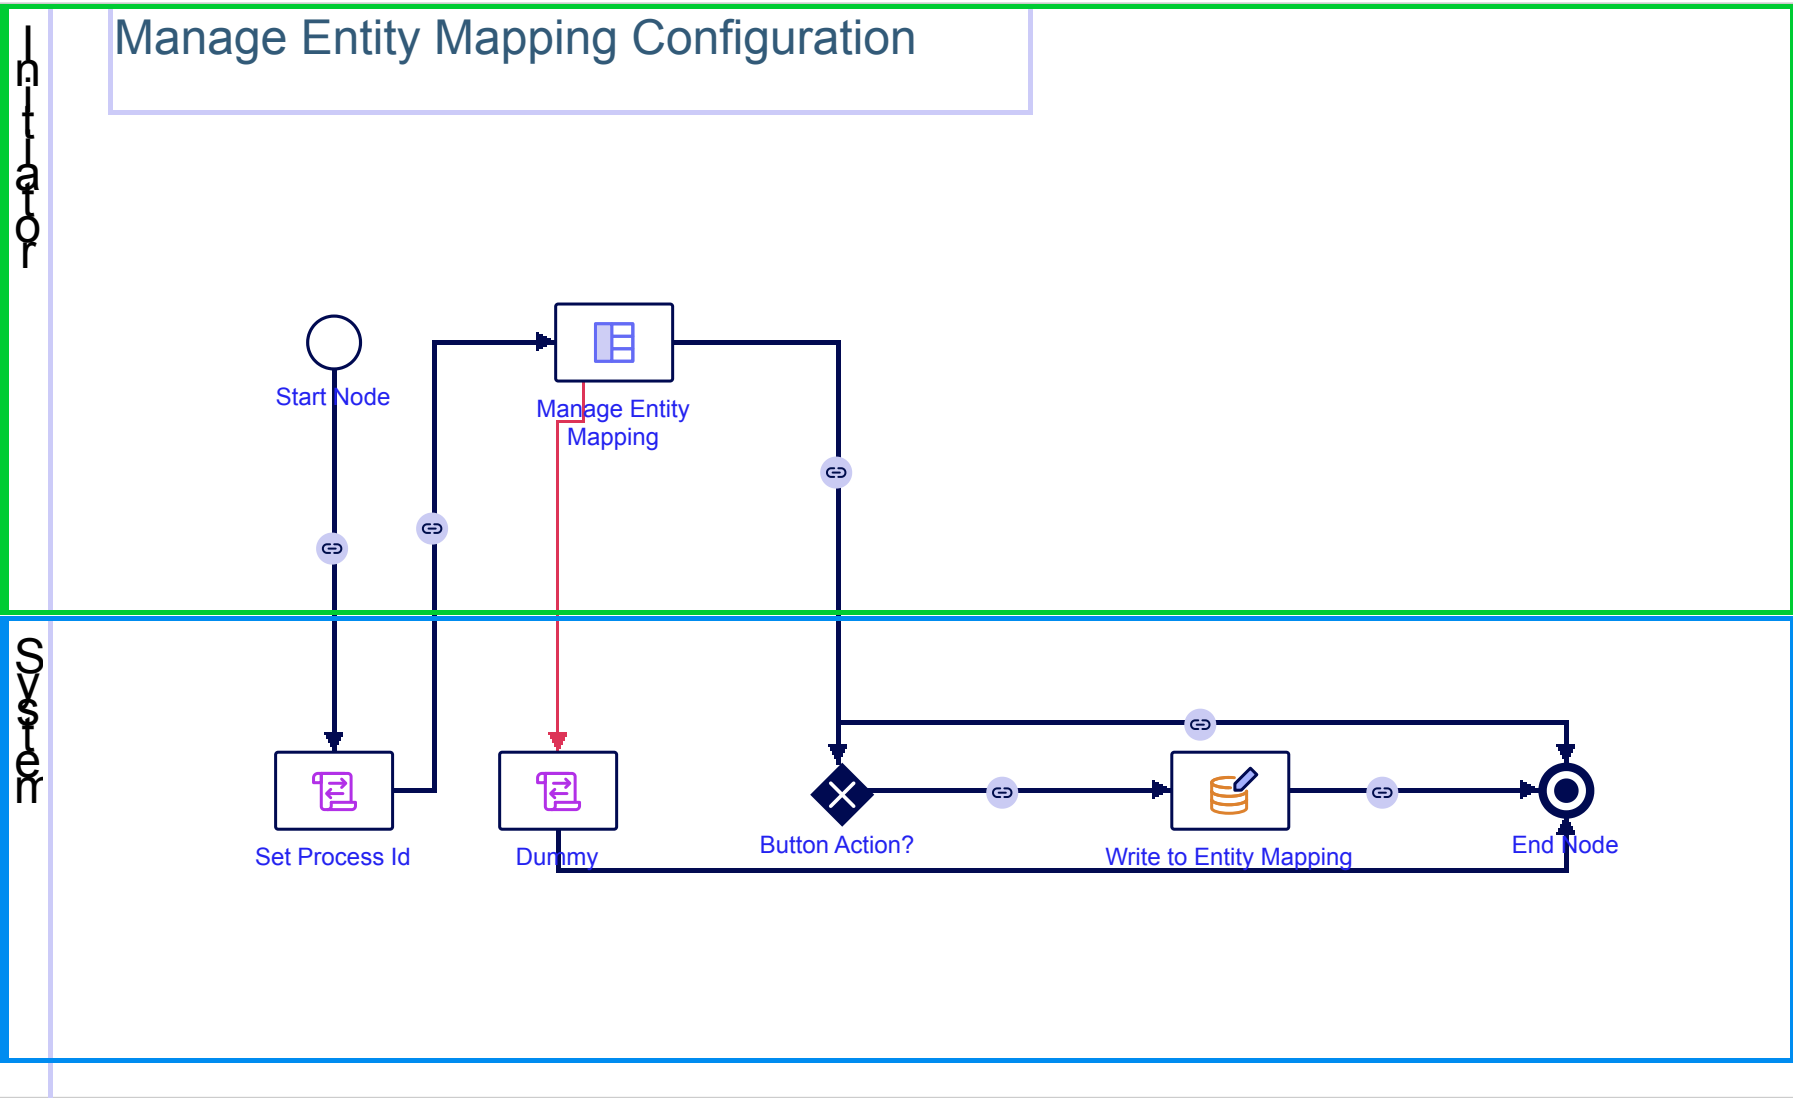 Manage Entity Mapping Configuration
Initiator
Start Node
Manage Entity
Mapping
System
Set Process Id
Dummy
Button Action?
Write to Entity Mapping
End Node